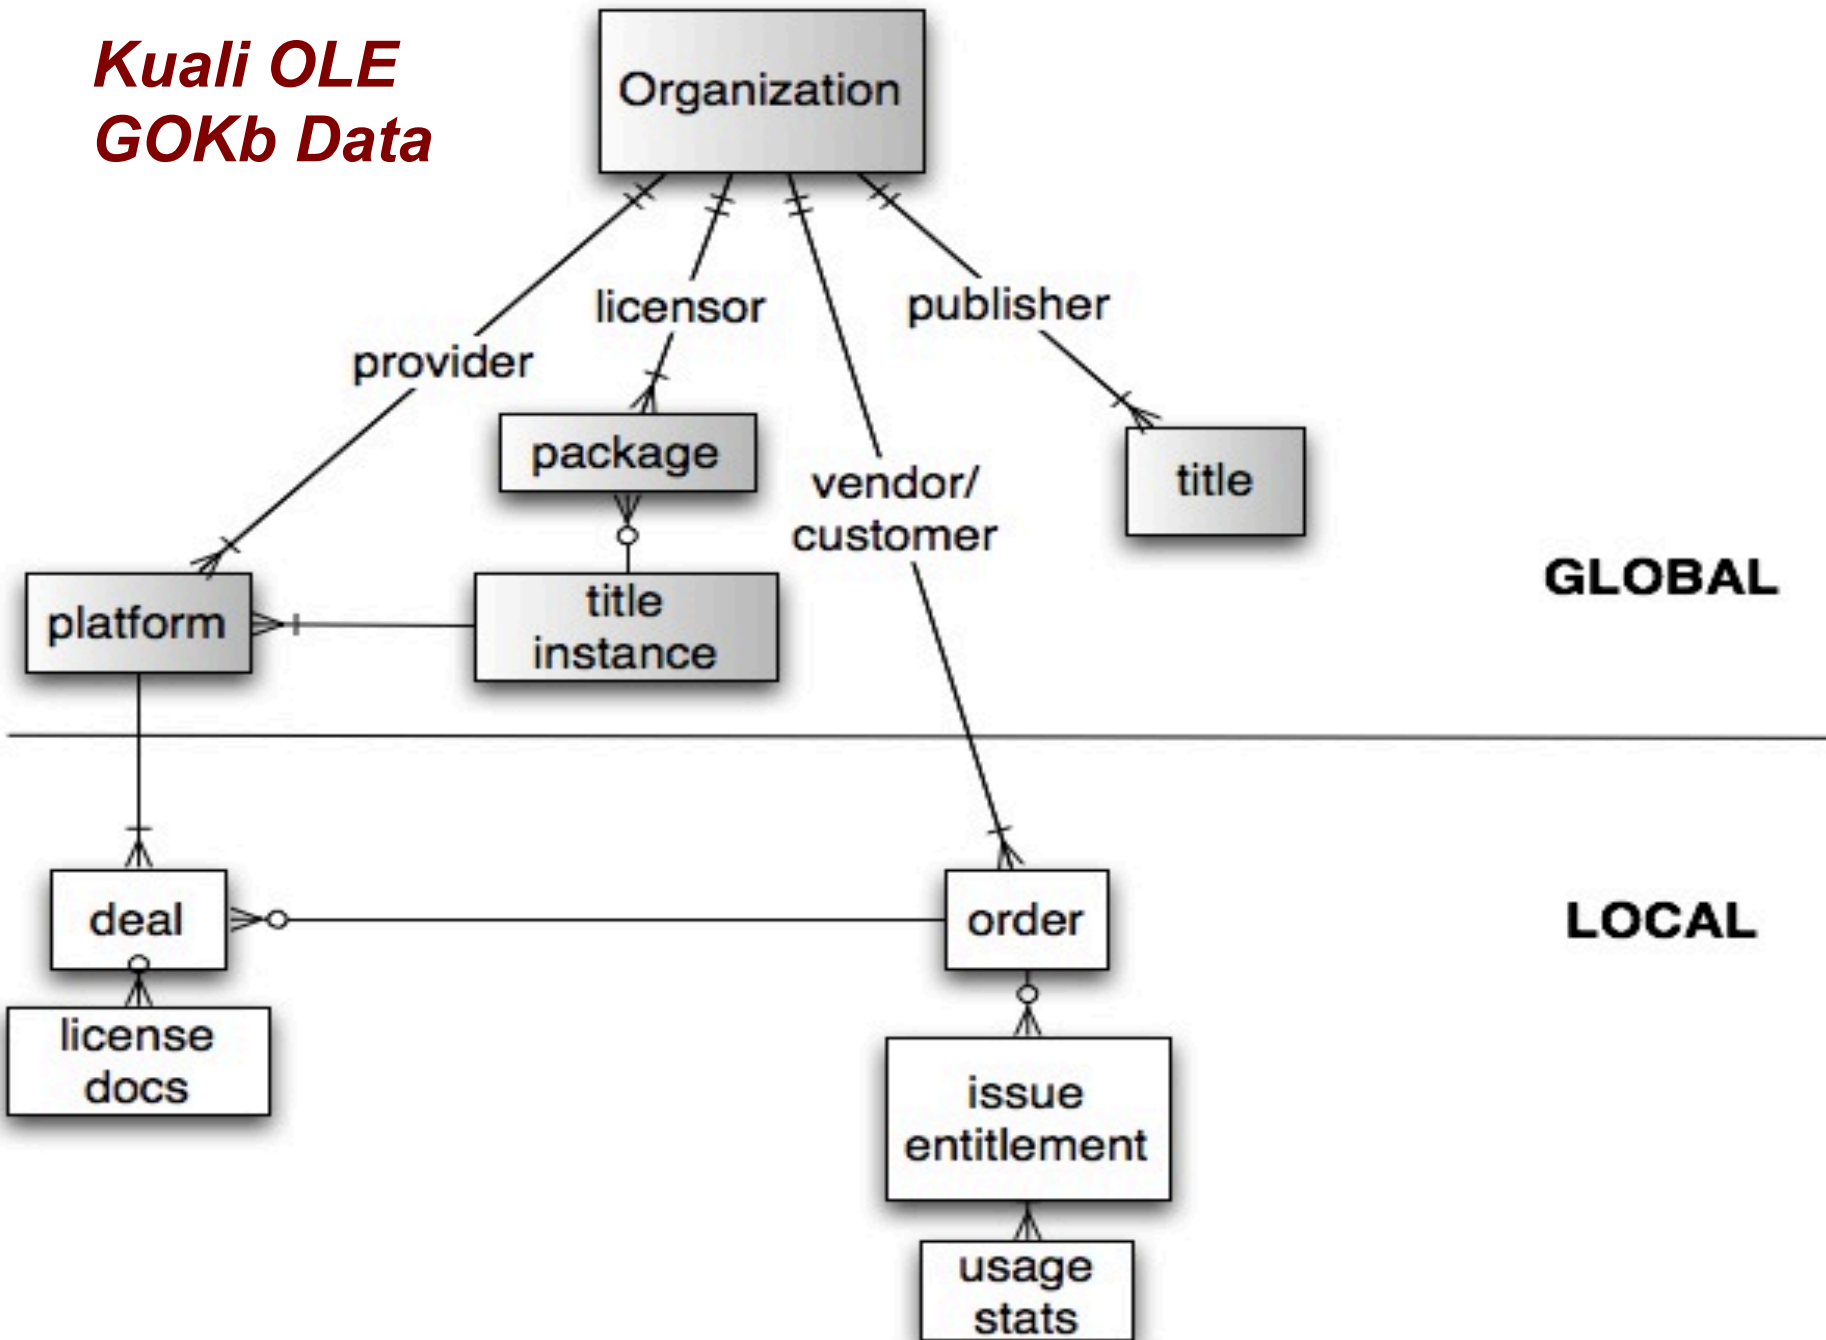 Kuali OLE
GOKb Data
Organization
licensor
publisher
provider
package
vendor/
customer
title
GLOBAL
platform
title
instance
deal
order
LOCAL
license
docs
issue
entitlement
usage
stats